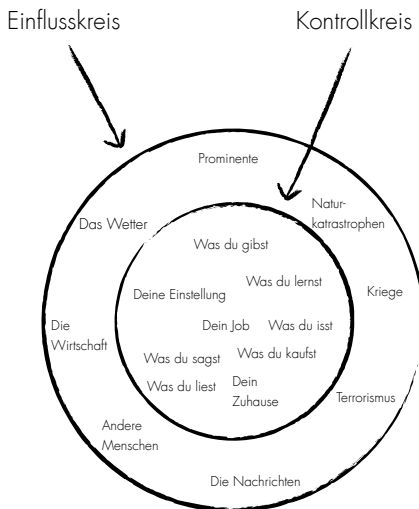 Einflusskreis
Kontrollkreis
Prominente
Natur-
katrastrophen
Das Wetter
Was du gibst
Was du lernst
Kriege
Deine Einstellung
Die
Wirtschaft
Dein Job
Was du isst
Was du sagst
Was du kaufst
Was du liest
Dein
Zuhause
Terrorismus
Andere
Menschen
Die Nachrichten